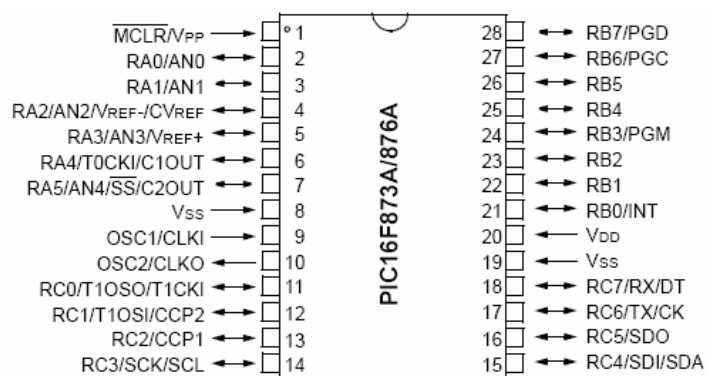 MCLR/VPP 1 28 RB7/PGD
RA0/AN0 2 27 RB6/PGC
RA1/AN1 3 26 RB5
RA2/AN2/VREF-/CVREF 4 25 RB4
RA3/AN3/VREF+ 5 24 RB3/PGM
RA4/T0CKI/C1OUT 6 23 RB2
RA5/AN4/SS/C2OUT 7 22 RB1
VSS 8 21 RB0/INT
OSC1/CLKI 9 20 VDD
OSC2/CLKO 10 19 VSS
RC0/T1OSO/T1CKI 11 18 RC7/RX/DT
RC1/T1OSI/CCP2 12 17 RC6/TX/CK
RC2/CCP1 13 16 RC5/SDO
RC3/SCK/SCL 14 15 RC4/SDI/SDA
PIC16F873A/876A